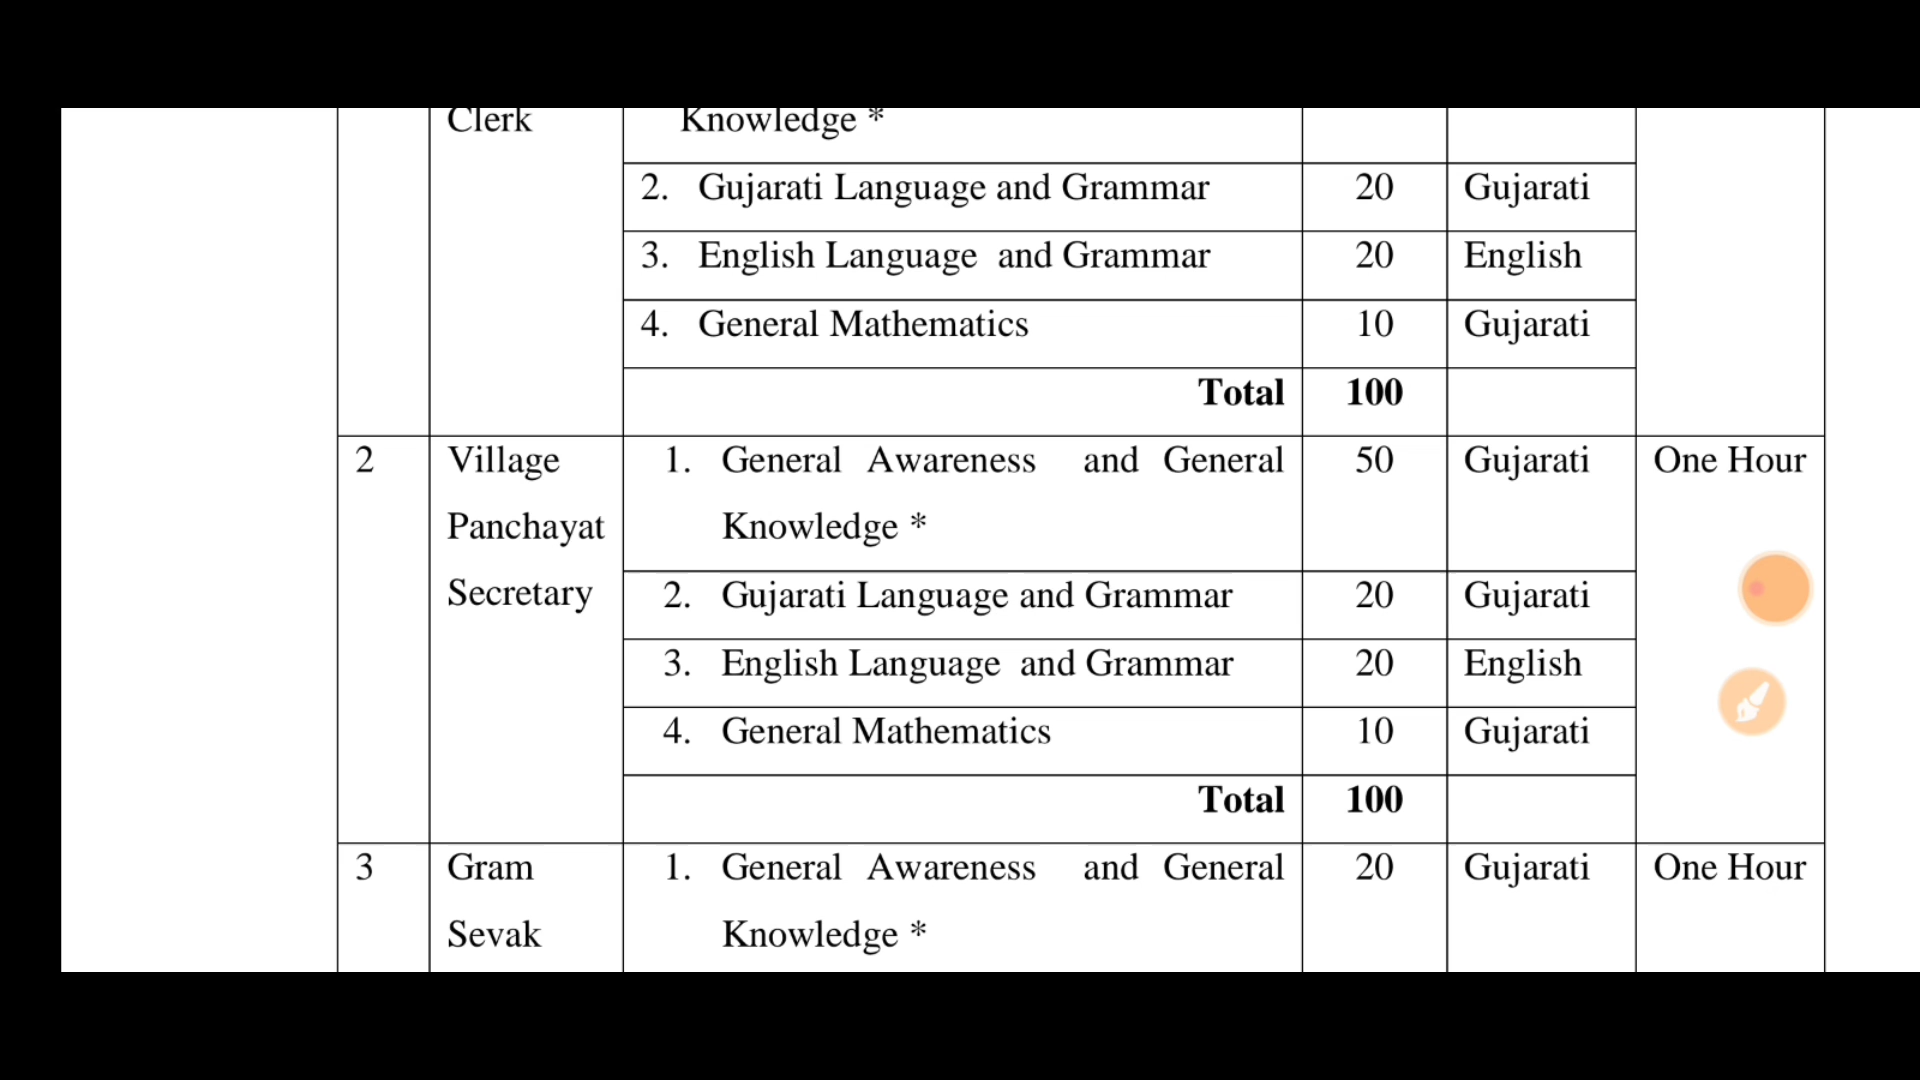 Clerk Knowledge *
2. Gujarati Language and Grammar 20 Gujarati
3. English Language and Grammar 20 English
4. General Mathematics 10 Gujarati
Total 100
2 Village 1. General Awareness and General 50 Gujarati One Hour
Panchayat Knowledge *
Secretary 2. Gujarati Language and Grammar 20 Gujarati
3. English Language and Grammar 20 English
4. General Mathematics 10 Gujarati
Total 100
3 Gram 1. General Awareness and General 20 Gujarati One Hour
Sevak Knowledge *